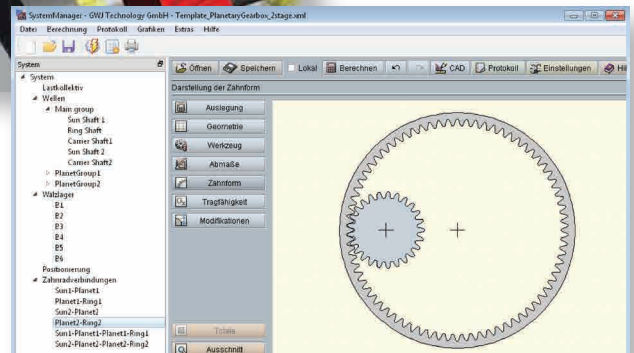 SystemManager - GWJ Technology GmbH - Template_PlanetaryGearbox_2stage.xml
Datei Berechnung Protokoll Grafiken Extras Hilfe
System
Öffnen Speichern Lokal Berechnen CAD Protokoll Einstellungen
System
Lastkollektiv
Wellen
Main group
Sun Shaft 1
Ring Shaft
Carrier Shaft1
Sun Shaft 2
Carrier Shaft2
PlanetGroup1
PlanetGroup2
Wälzlager
B1
B2
B3
B4
B5
B6
Positionierung
Zahnradverbindungen
Sun1-Planet1
Planet1-Ring1
Sun2-Planet2
Planet2-Ring2
Sun1-Planet1-Planet1-Ring1
Sun2-Planet2-Planet2-Ring2
Darstellung der Zahnform
Auslegung
Geometrie
Werkzeug
Abmaße
Zahnform
Tragfähigkeit
Modifikationen
Totale
Ausschnitt